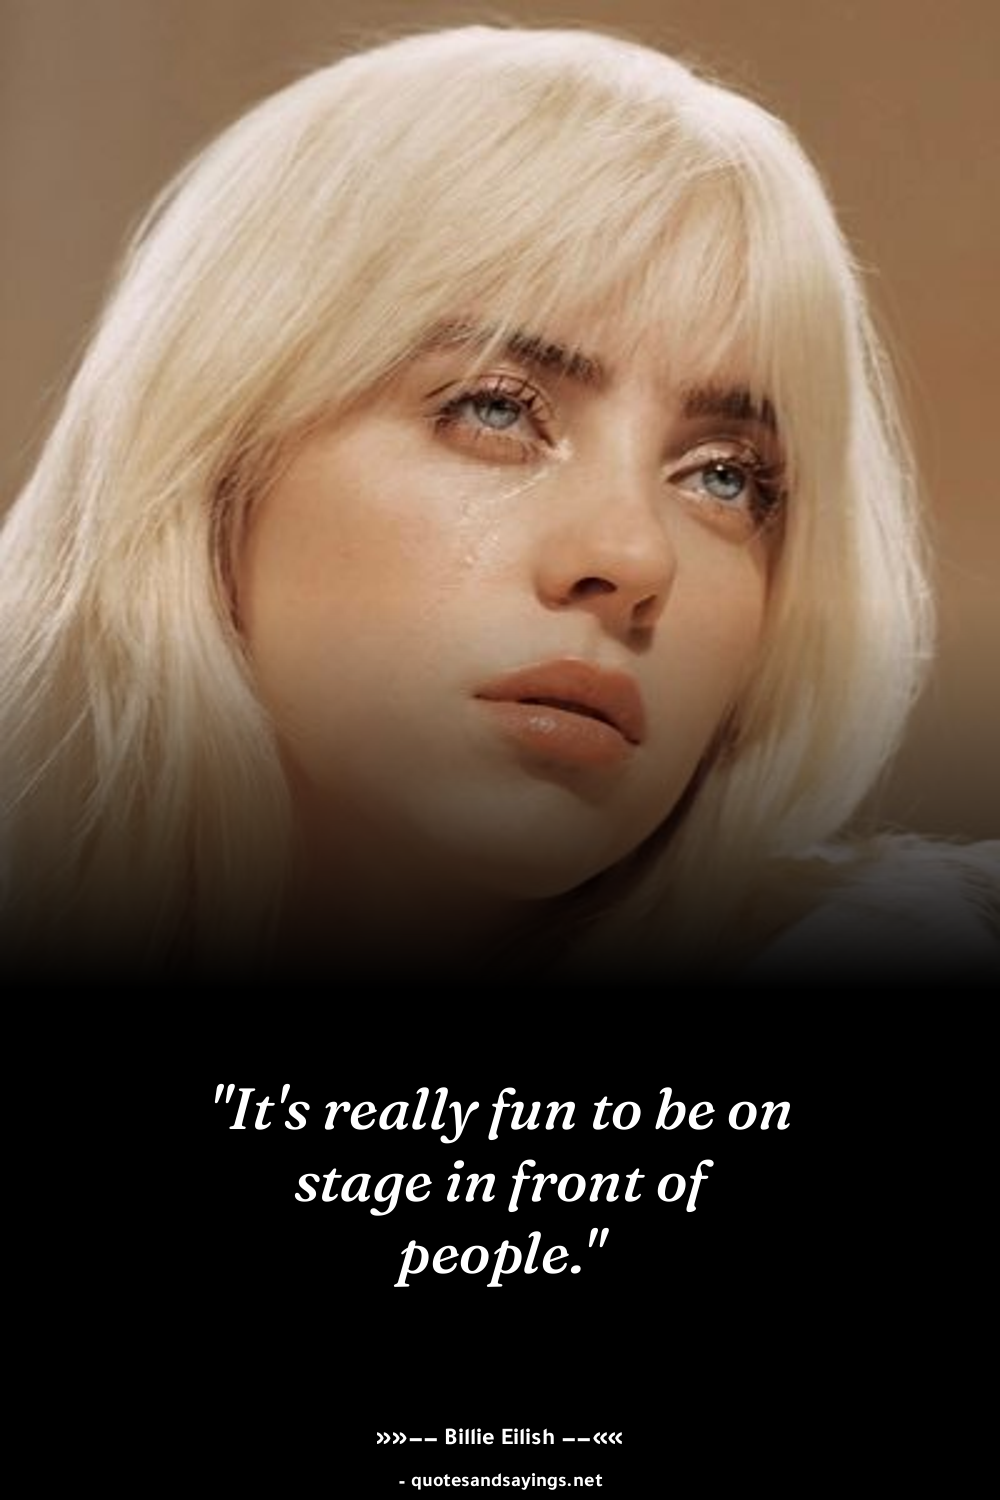 "It's really fun to be on
stage in front of
people."
»»–– Billie Eilish ––««
- quotesandsayings.net